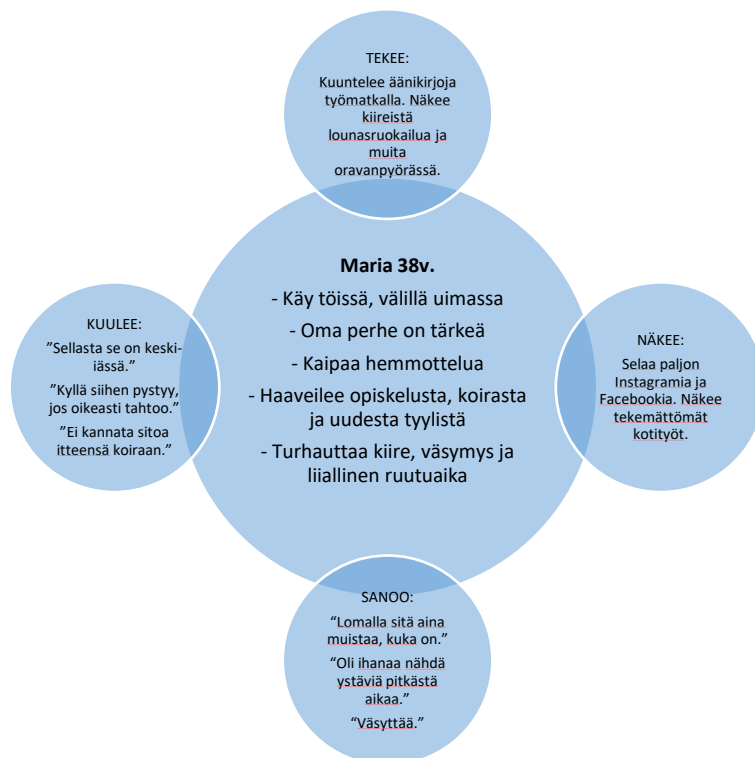 TEKEE:
Kuuntelee äänikirjoja
työmatkalla. Näkee
kiireistä
lounasruokailua ja
muita
oravanpyörässä.
Maria 38v.
- Käy töissä, välillä uimassa
- Oma perhe on tärkeä
- Kaipaa hemmottelua
- Haaveilee opiskelusta, koirasta
ja uudesta tyylistä
- Turhauttaa kiire, väsymys ja
liiallinen ruutuaika
KUULEE:
”Sellasta se on keski-
iässä.”
”Kyllä siihen pystyy,
jos oikeasti tahtoo.”
”Ei kannata sitoa
itteensä koiraan.”
NÄKEE:
Selaa paljon
Instagramia ja
Facebookia. Näkee
tekemättömät
kotityöt.
SANOO:
“Lomalla sitä aina
muistaa, kuka on.”
“Oli ihanaa nähdä
ystäviä pitkästä
aikaa.”
“Väsyttää.”